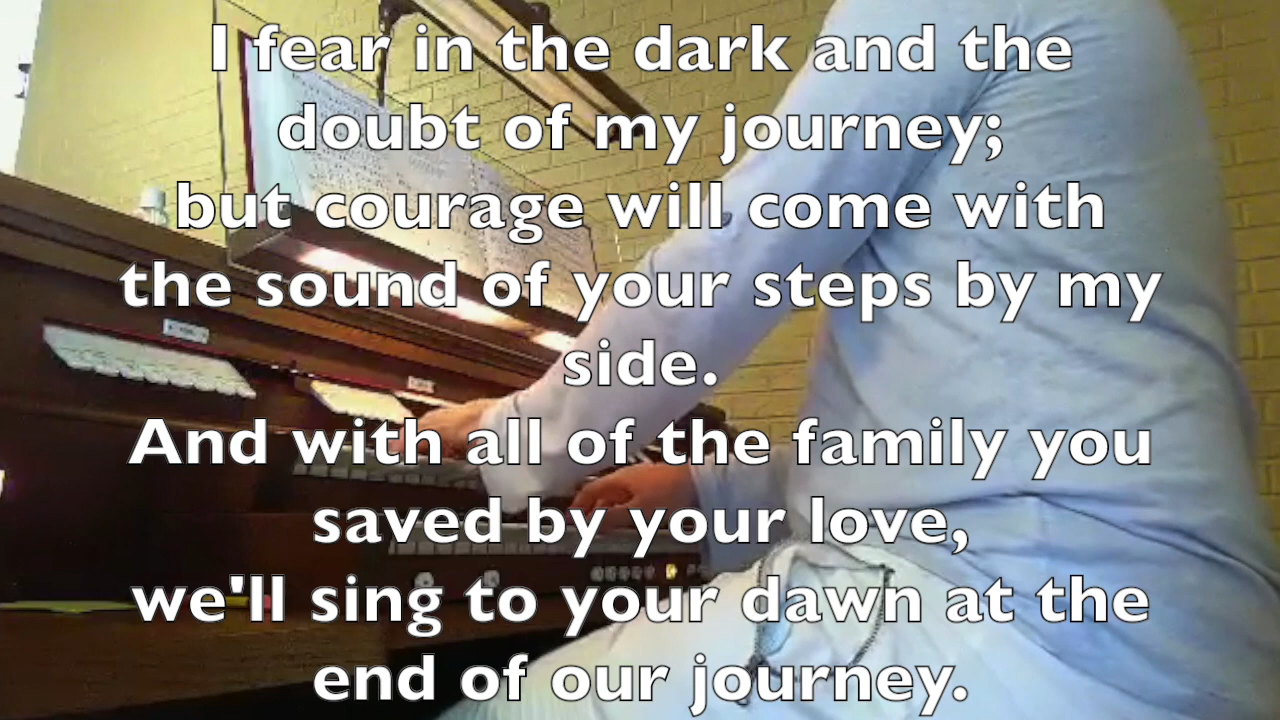 I fear in the dark and the
doubt of my journey;
but courage will come with
the sound of your steps by my
side.
And with all of the family you
saved by your love,
we'll sing to your dawn at the
end of our journey.